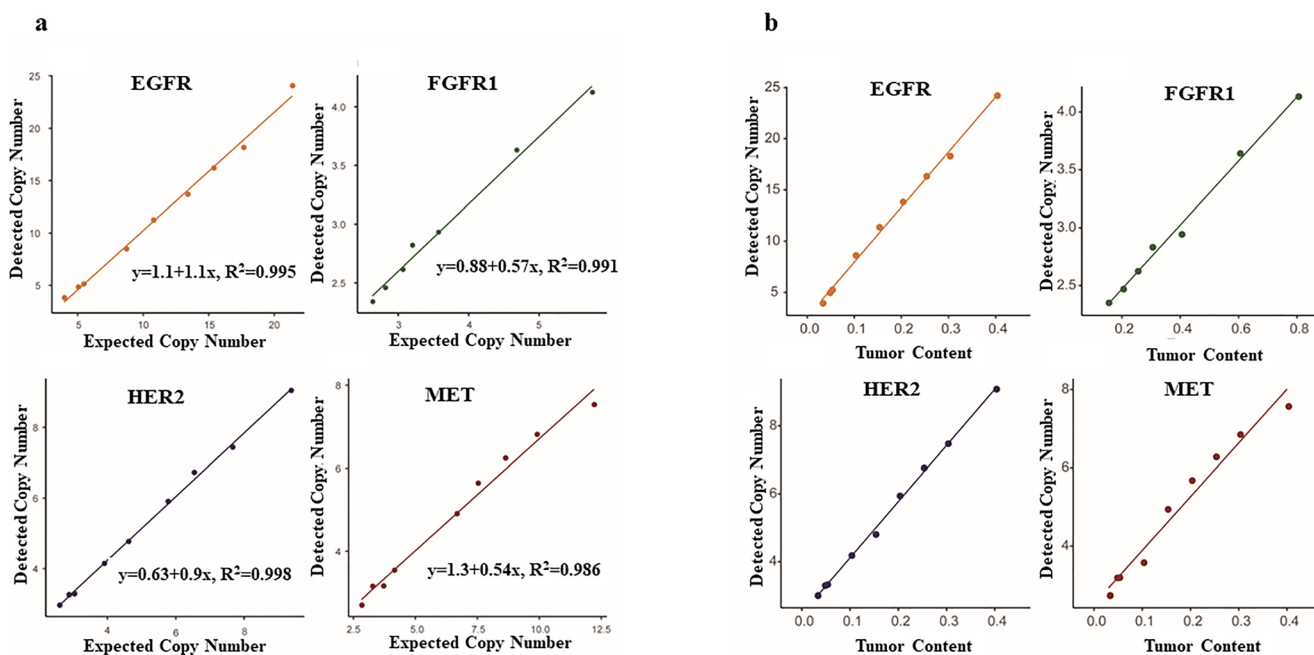 a
EGFR
Detected Copy Number
25
20
15
10
5
y=1.1+1.1x, R²=0.995
5
10
15
20
Expected Copy Number
FGFR1
Detected Copy Number
4.0
3.5
3.0
2.5
y=0.88+0.57x, R²=0.991
3
4
5
Expected Copy Number
HER2
Detected Copy Number
8
6
4
y=0.63+0.9x, R²=0.998
4
6
8
Expected Copy Number
MET
Detected Copy Number
8
6
4
y=1.3+0.54x, R²=0.986
2.5
5.0
7.5
10.0
12.5
Expected Copy Number
b
EGFR
Detected Copy Number
25
20
15
10
5
0.0
0.1
0.2
0.3
0.4
Tumor Content
FGFR1
Detected Copy Number
4.0
3.5
3.0
2.5
0.2
0.4
0.6
0.8
Tumor Content
HER2
Detected Copy Number
8
6
4
0.0
0.1
0.2
0.3
0.4
Tumor Content
MET
Detected Copy Number
8
6
4
0.0
0.1
0.2
0.3
0.4
Tumor Content